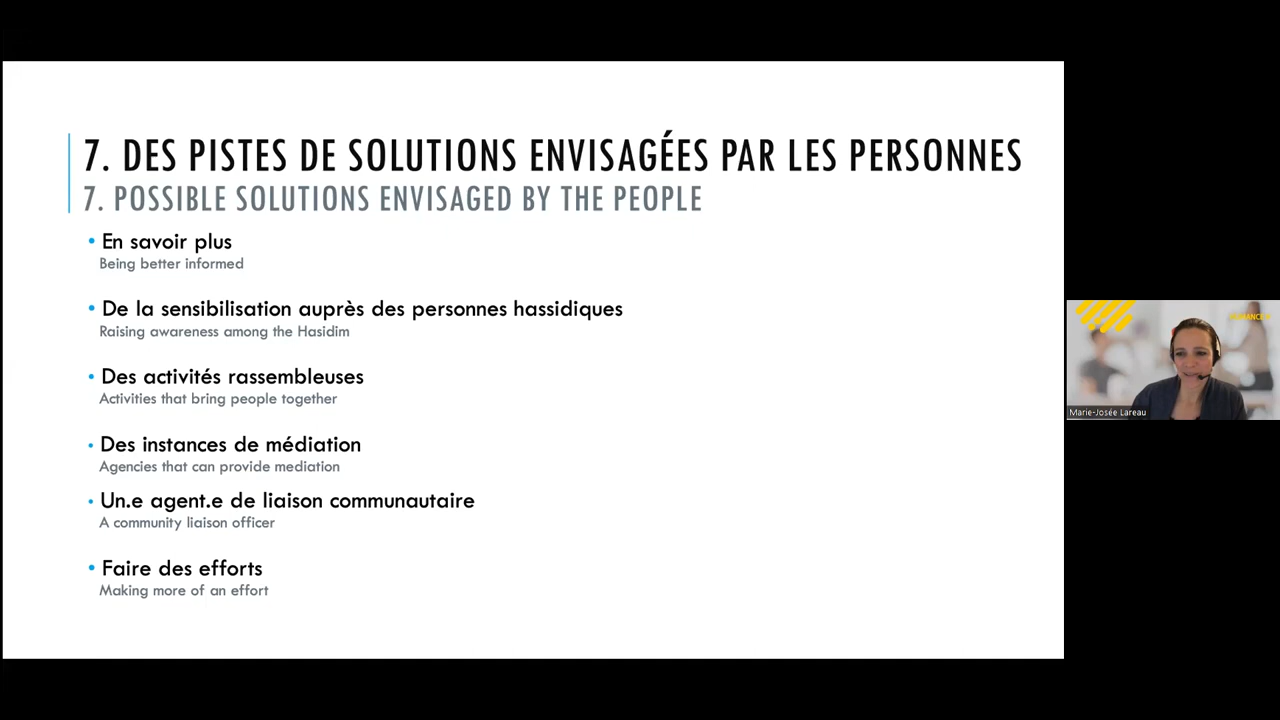 7. DES PISTES DE SOLUTIONS ENVISAGÉES PAR LES PERSONNES
7. POSSIBLE SOLUTIONS ENVISAGED BY THE PEOPLE
• En savoir plus
Being better informed
• De la sensibilisation auprès des personnes hassidiques
Raising awareness among the Hasidim
• Des activités rassembleuses
Activities that bring people together
• Des instances de médiation
Agencies that can provide mediation
• Un.e agent.e de liaison communautaire
A community liaison officer
• Faire des efforts
Making more of an effort
Marie-Josée Lareau